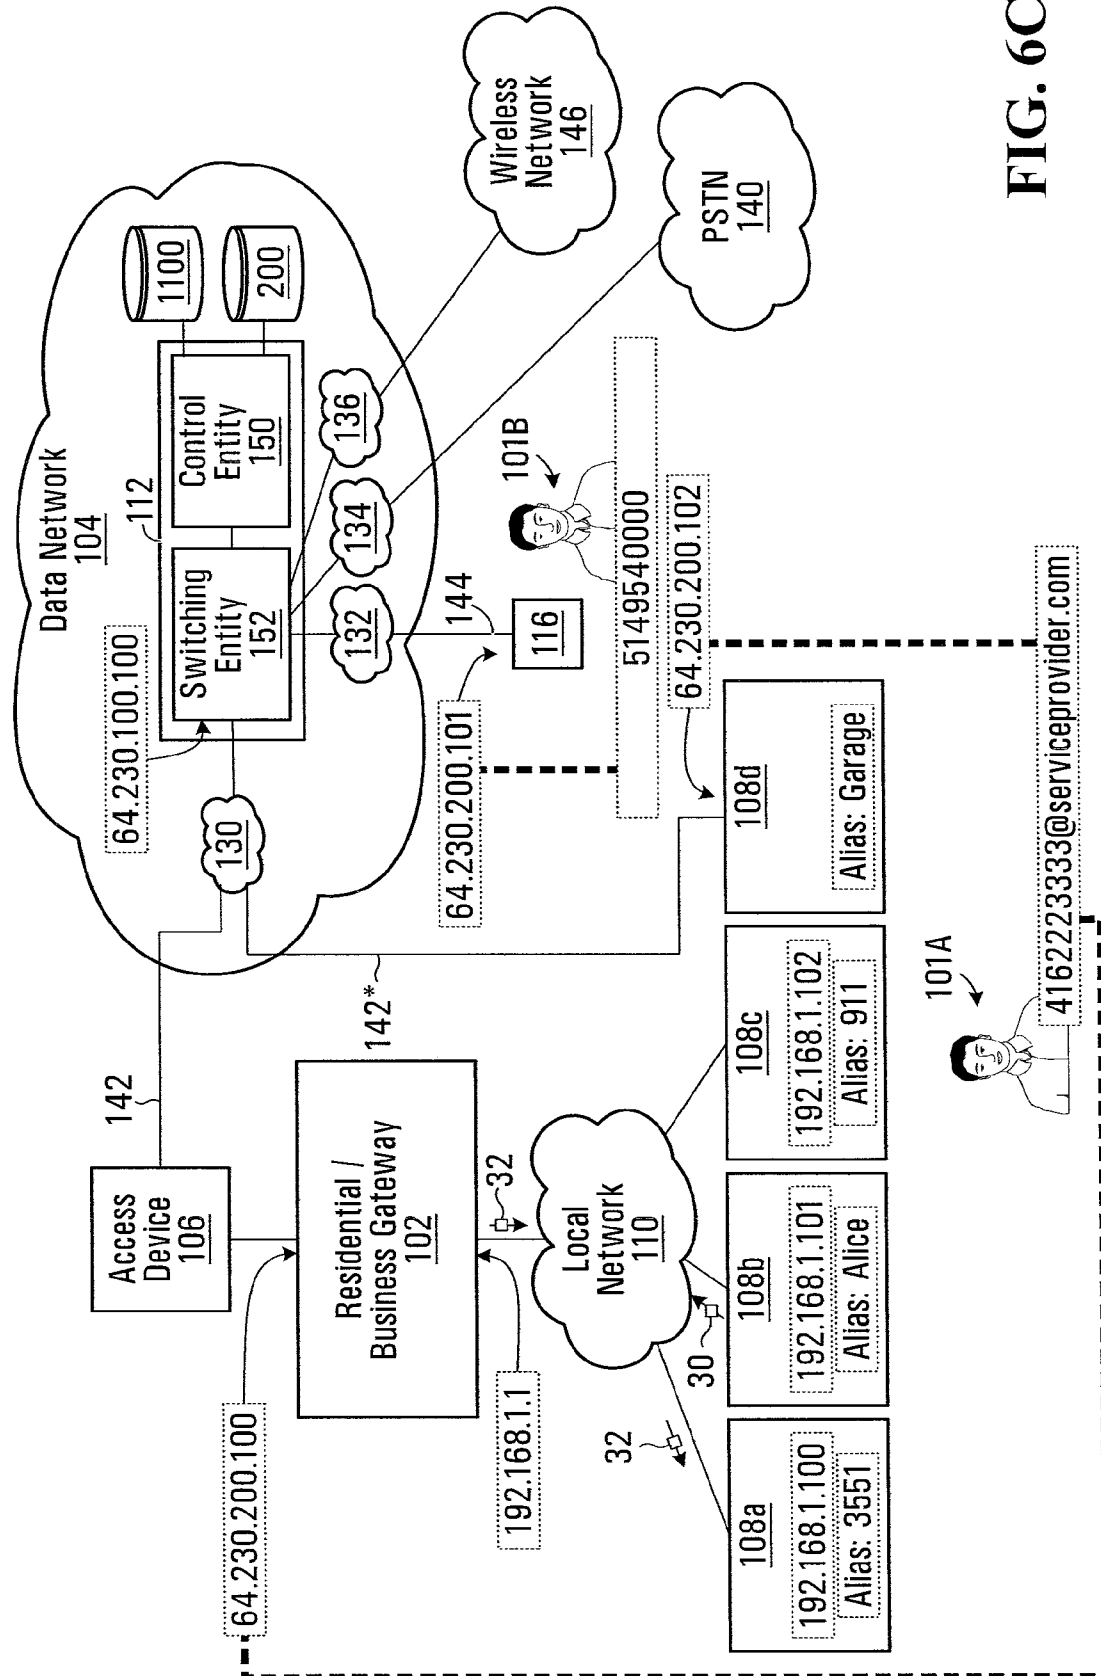 Data Network
104
112
64.230.100.100
Switching
Entity
152
Control
Entity
150
1100
200
130
132
134
136
Wireless
Network
146
PSTN
140
144
116
64.230.200.101
101B
5149540000
64.230.200.102
142
142*
Access
Device
106
64.230.200.100
Residential /
Business Gateway
102
192.168.1.1
32
Local
Network
110
32
30
108a
192.168.1.100
Alias: 3551
108b
192.168.1.101
Alias: Alice
108c
192.168.1.102
Alias: 911
108d
Alias: Garage
101A
4162223333@serviceprovider.com
FIG. 6C